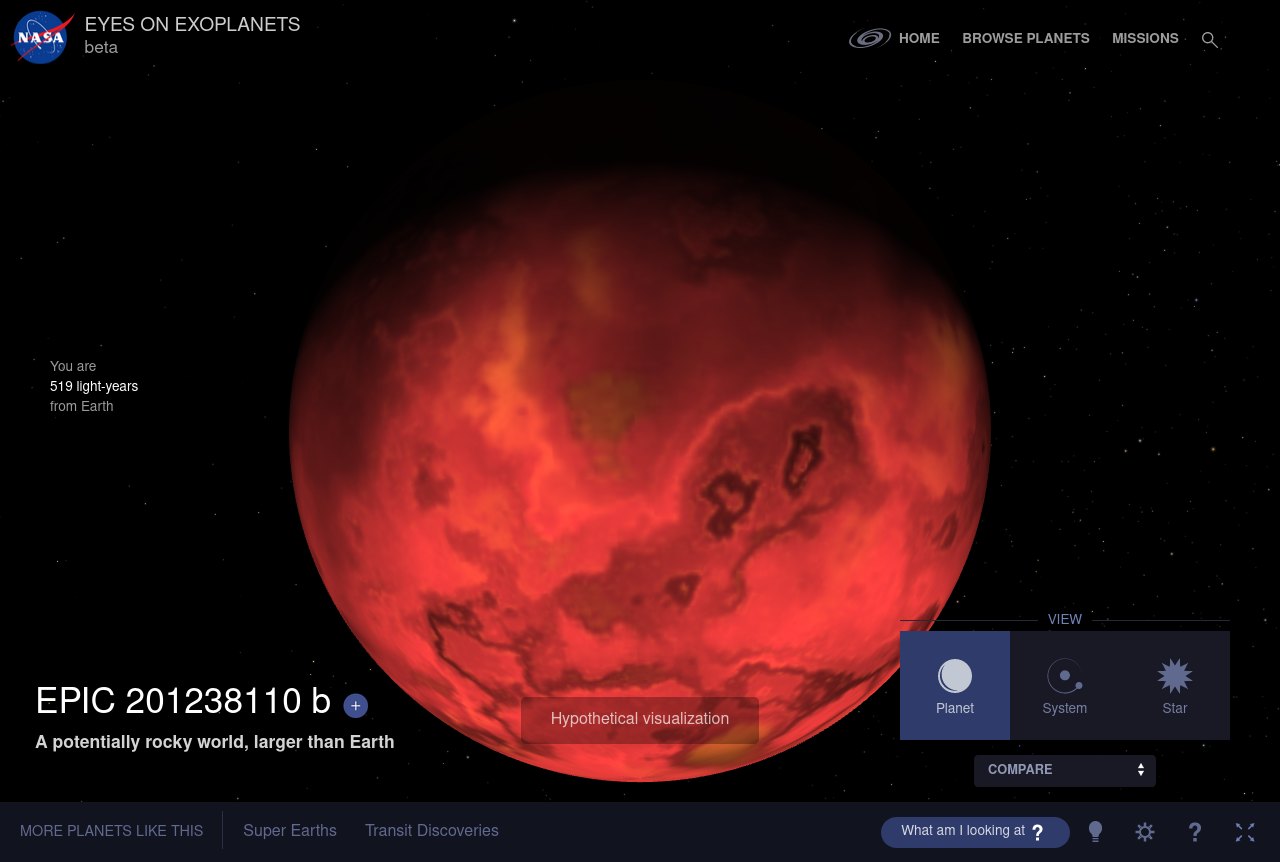 NASA
EYES ON EXOPLANETS
beta
HOME
BROWSE PLANETS
MISSIONS
You are
519 light-years
from Earth
VIEW
Planet
System
Star
EPIC 201238110 b +
A potentially rocky world, larger than Earth
Hypothetical visualization
COMPARE
MORE PLANETS LIKE THIS
Super Earths
Transit Discoveries
What am I looking at ?
?